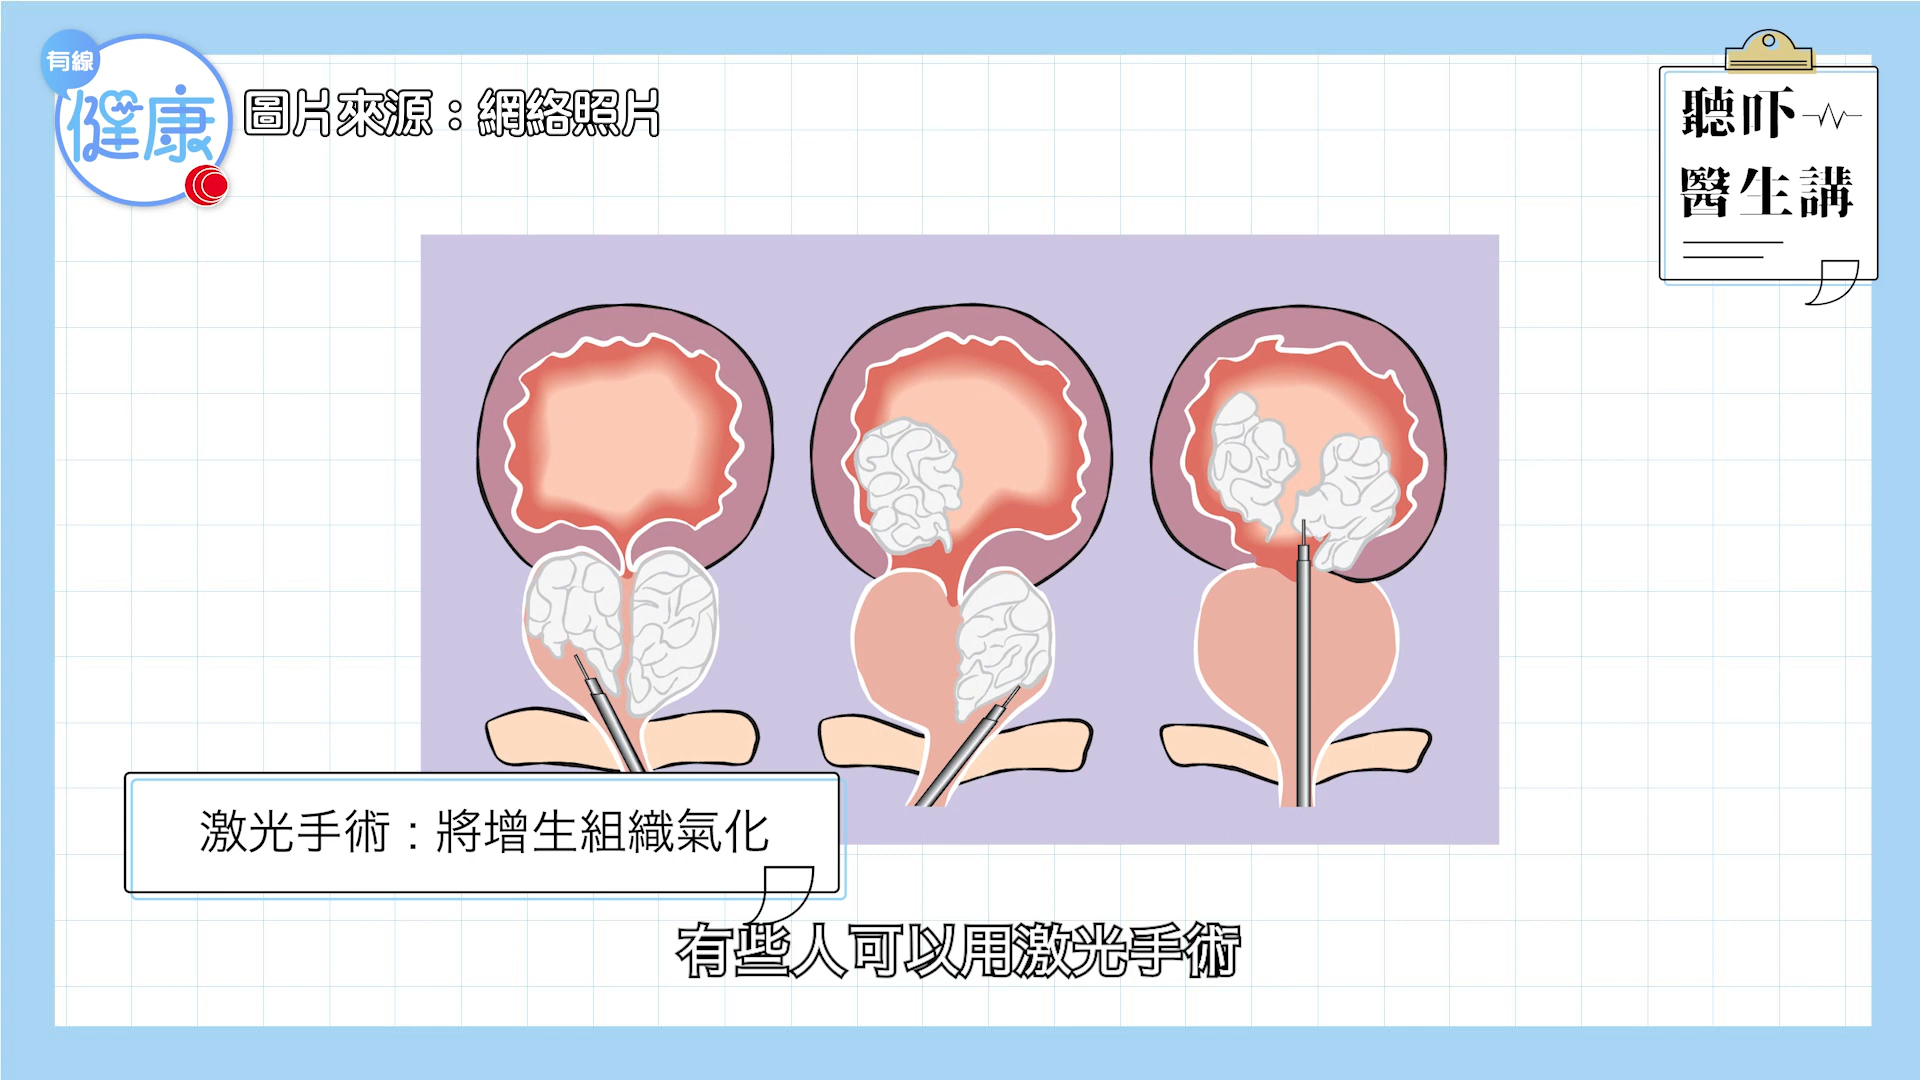 有線
健康
圖片來源：網絡照片
聽吓
醫生講
激光手術：將增生組織氣化
有些人可以用激光手術